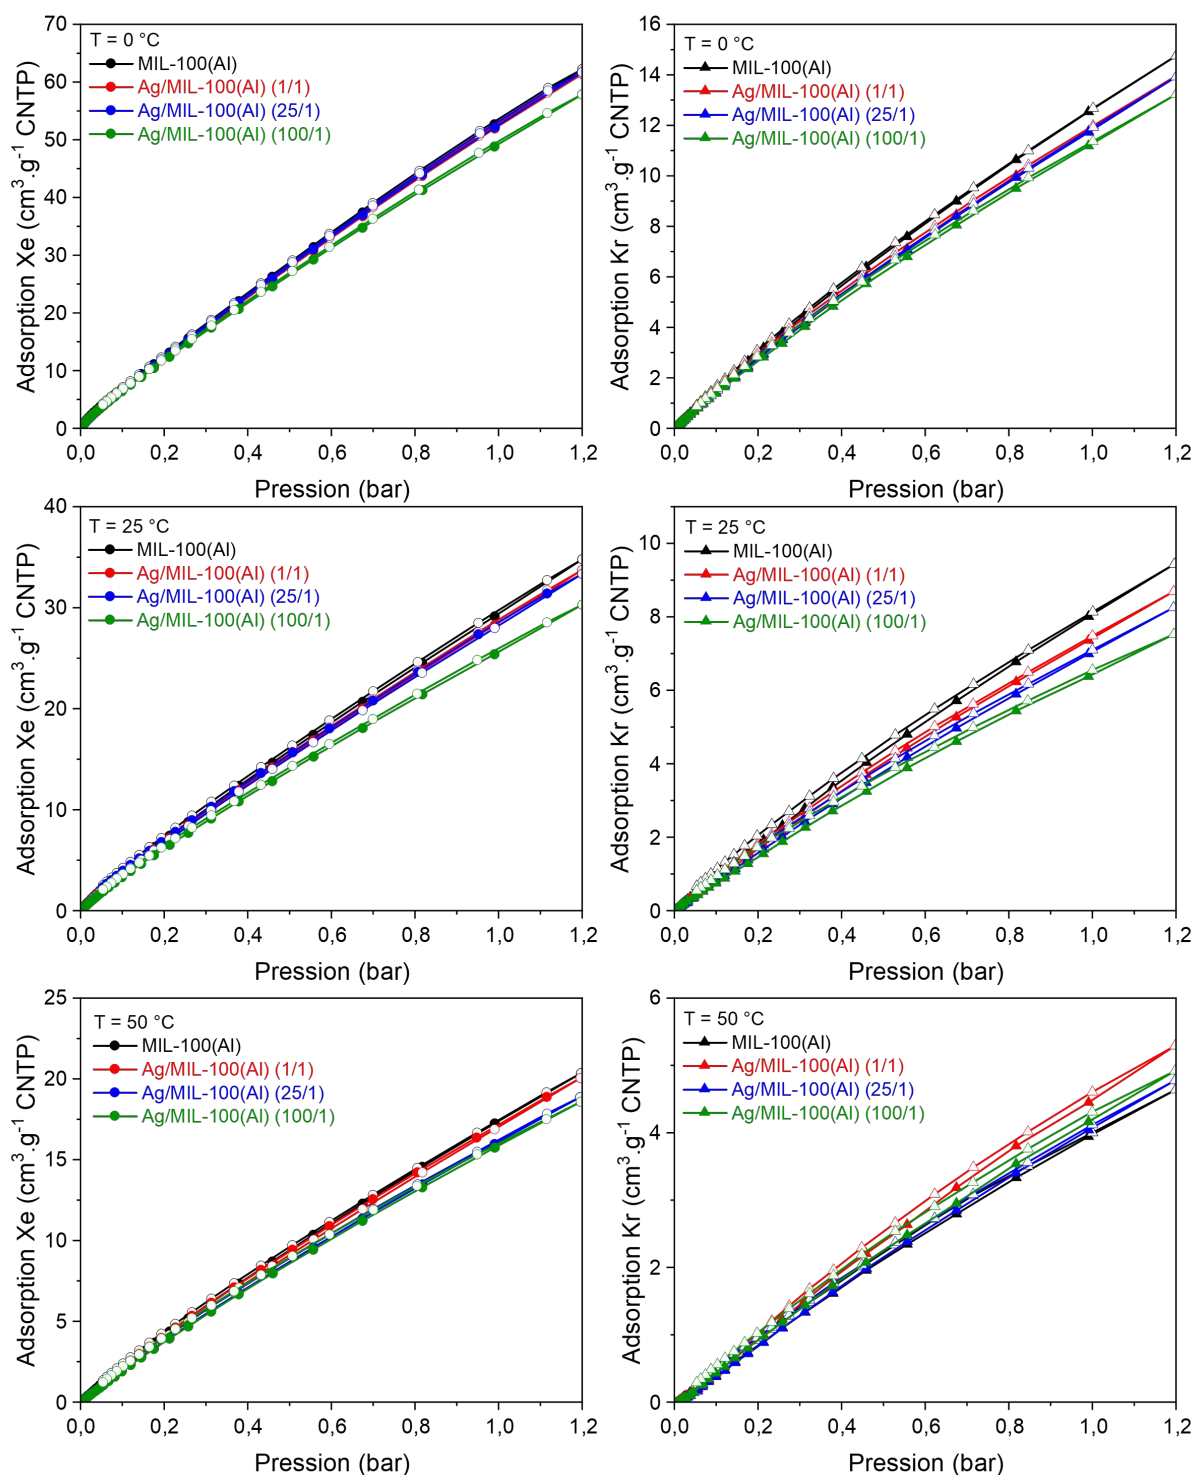 T = 0 °C
MIL-100(Al)
Ag/MIL-100(Al) (1/1)
Ag/MIL-100(Al) (25/1)
Ag/MIL-100(Al) (100/1)
70
60
50
40
30
20
10
0
Adsorption Xe (cm³.g⁻¹ CNTP)
0,0 0,2 0,4 0,6 0,8 1,0 1,2
Pression (bar)
T = 0 °C
MIL-100(Al)
Ag/MIL-100(Al) (1/1)
Ag/MIL-100(Al) (25/1)
Ag/MIL-100(Al) (100/1)
16
14
12
10
8
6
4
2
0
Adsorption Kr (cm³.g⁻¹ CNTP)
0,0 0,2 0,4 0,6 0,8 1,0 1,2
Pression (bar)
T = 25 °C
MIL-100(Al)
Ag/MIL-100(Al) (1/1)
Ag/MIL-100(Al) (25/1)
Ag/MIL-100(Al) (100/1)
40
30
20
10
0
Adsorption Xe (cm³.g⁻¹ CNTP)
0,0 0,2 0,4 0,6 0,8 1,0 1,2
Pression (bar)
T = 25 °C
MIL-100(Al)
Ag/MIL-100(Al) (1/1)
Ag/MIL-100(Al) (25/1)
Ag/MIL-100(Al) (100/1)
10
8
6
4
2
0
Adsorption Kr (cm³.g⁻¹ CNTP)
0,0 0,2 0,4 0,6 0,8 1,0 1,2
Pression (bar)
T = 50 °C
MIL-100(Al)
Ag/MIL-100(Al) (1/1)
Ag/MIL-100(Al) (25/1)
Ag/MIL-100(Al) (100/1)
25
20
15
10
5
0
Adsorption Xe (cm³.g⁻¹ CNTP)
0,0 0,2 0,4 0,6 0,8 1,0 1,2
Pression (bar)
T = 50 °C
MIL-100(Al)
Ag/MIL-100(Al) (1/1)
Ag/MIL-100(Al) (25/1)
Ag/MIL-100(Al) (100/1)
6
4
2
0
Adsorption Kr (cm³.g⁻¹ CNTP)
0,0 0,2 0,4 0,6 0,8 1,0 1,2
Pression (bar)